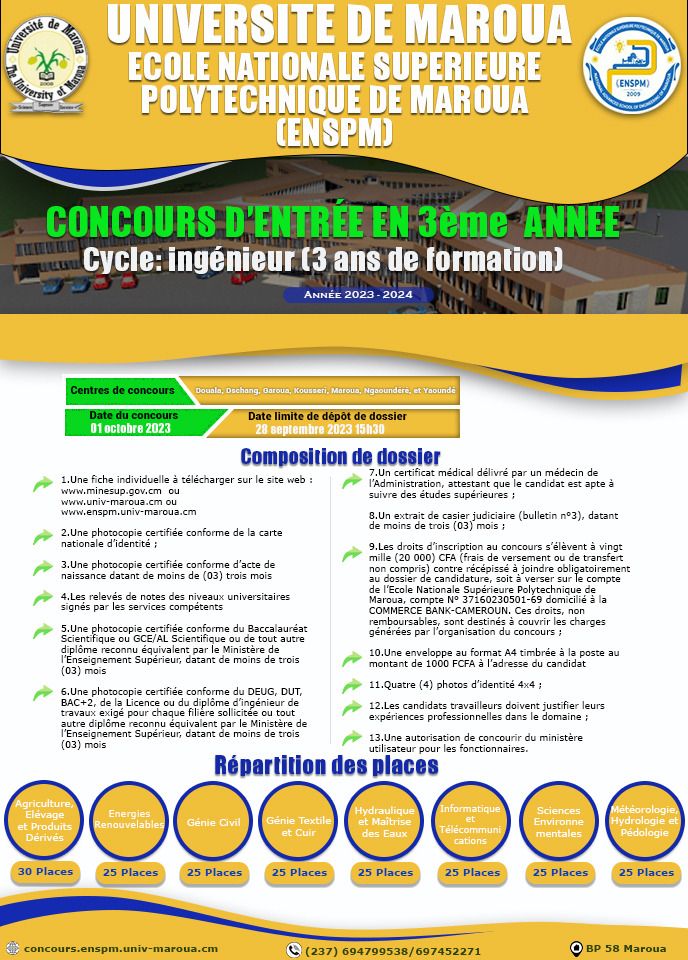 UNIVERSITE DE MAROUA
ECOLE NATIONALE SUPERIEURE
POLYTECHNIQUE DE MAROUA
(ENSPM)
Université de Maroua
The University of Maroua
2008
(ENSPM)
2009
NATIONAL ADVANCED SCHOOL OF ENGINEERING OF MAROUA
CONCOURS D'ENTRÉE EN 3ème ANNEE
Cycle: ingénieur (3 ans de formation)
ANNÉE 2023 - 2024
Centres de concours
Douala, Dschang, Garoua, Kousseri, Maroua, Ngaoundéré, et Yaoundé
Date du concours
01 octobre 2023
Date limite de dépôt de dossier
28 septembre 2023 15h30
Composition de dossier
1.Une fiche individuelle à télécharger sur le site web :
www.minesup.gov.cm ou
www.univ-maroua.cm ou
www.enspm.univ-maroua.cm
2.Une photocopie certifiée conforme de la carte
nationale d'identité ;
3.Une photocopie certifiée conforme d'acte de
naissance datant de moins de (03) trois mois
4.Les relevés de notes des niveaux universitaires
signés par les services compétents
5.Une photocopie certifiée conforme du Baccalauréat
Scientifique ou GCE/AL Scientifique ou de tout autre
diplôme reconnu équivalent par le Ministère de
l'Enseignement Supérieur, datant de moins de trois
(03) mois
6.Une photocopie certifiée conforme du DEUG, DUT,
BAC+2, de la Licence ou du diplôme d'ingénieur de
travaux exigé pour chaque filière sollicitée ou tout
autre diplôme reconnu équivalent par le Ministère de
l'Enseignement Supérieur, datant de moins de trois
(03) mois
7.Un certificat médical délivré par un médecin de
l'Administration, attestant que le candidat est apte à
suivre des études supérieures ;
8.Un extrait de casier judiciaire (bulletin n°3), datant
de moins de trois (03) mois ;
9.Les droits d'inscription au concours s'élèvent à vingt
mille (20 000) CFA (frais de versement ou de transfert
non compris) contre récépissé à joindre obligatoirement
au dossier de candidature, soit à verser sur le compte
de l'Ecole Nationale Supérieure Polytechnique de
Maroua, compte N° 37160230501-69 domicilié à la
COMMERCE BANK-CAMEROUN. Ces droits, non
remboursables, sont destinés à couvrir les charges
générées par l'organisation du concours ;
10.Une enveloppe au format A4 timbrée à la poste au
montant de 1000 FCFA à l'adresse du candidat
11.Quatre (4) photos d'identité 4x4 ;
12.Les candidats travailleurs doivent justifier leurs
expériences professionnelles dans le domaine ;
13.Une autorisation de concourir du ministère
utilisateur pour les fonctionnaires.
Répartition des places
Agriculture,
Elévage
et Produits
Dérivés
30 Places
Energies
Renouvelables
25 Places
Génie Civil
25 Places
Génie Textile
et Cuir
25 Places
Hydraulique
et Maîtrise
des Eaux
25 Places
Informatique
et
Télécommuni
cations
25 Places
Sciences
Environne
mentales
25 Places
Météorologie,
Hydrologie et
Pédologie
25 Places
concours.enspm.univ-maroua.cm
(237) 694799538/697452271
BP 58 Maroua